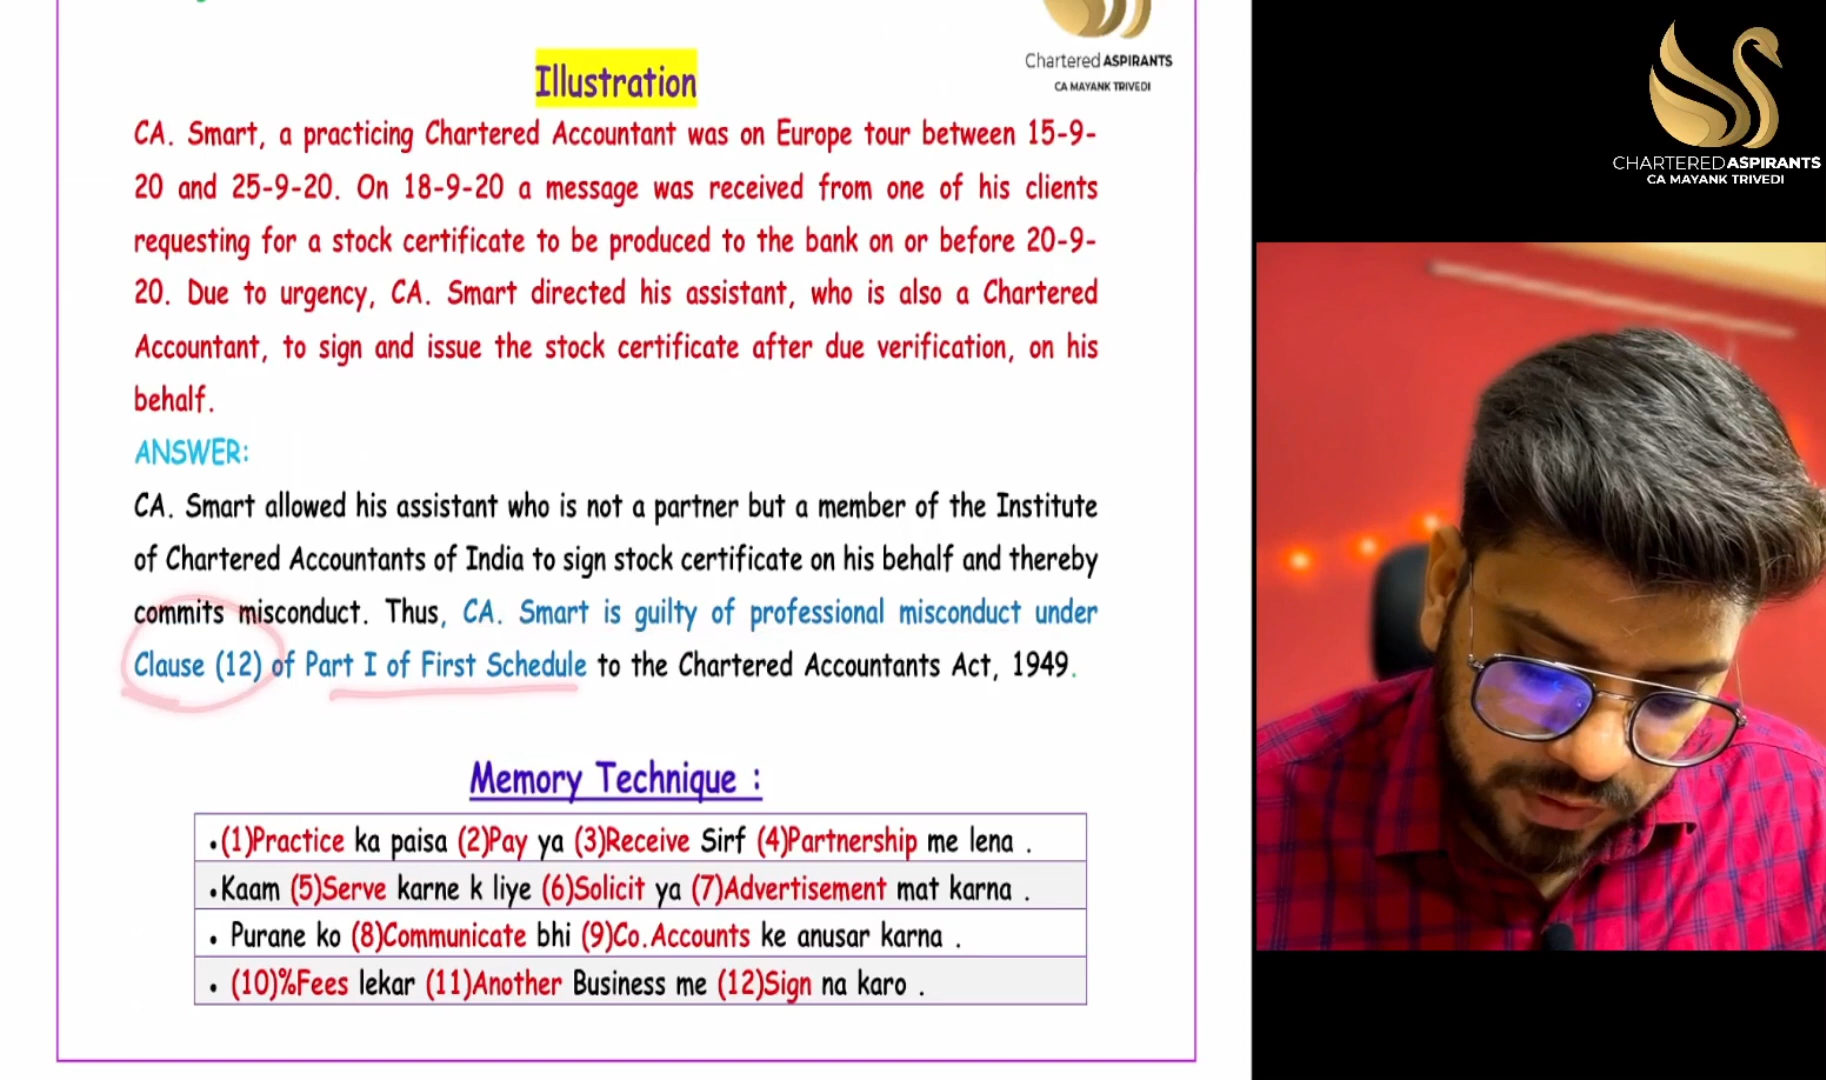 Chartered ASPIRANTS
CA MAYANK TRIVEDI
Illustration
CA. Smart, a practicing Chartered Accountant was on Europe tour between 15-9-
20 and 25-9-20. On 18-9-20 a message was received from one of his clients
requesting for a stock certificate to be produced to the bank on or before 20-9-
20. Due to urgency, CA. Smart directed his assistant, who is also a Chartered
Accountant, to sign and issue the stock certificate after due verification, on his
behalf.
ANSWER:
CA. Smart allowed his assistant who is not a partner but a member of the Institute
of Chartered Accountants of India to sign stock certificate on his behalf and thereby
commits misconduct. Thus, CA. Smart is guilty of professional misconduct under
Clause (12) of Part I of First Schedule to the Chartered Accountants Act, 1949.
Memory Technique :
•(1)Practice ka paisa (2)Pay ya (3)Receive Sirf (4)Partnership me lena .
•Kaam (5)Serve karne k liye (6)Solicit ya (7)Advertisement mat karna .
• Purane ko (8)Communicate bhi (9)Co.Accounts ke anusar karna .
• (10)%Fees lekar (11)Another Business me (12)Sign na karo .
CHARTERED ASPIRANTS
CA MAYANK TRIVEDI